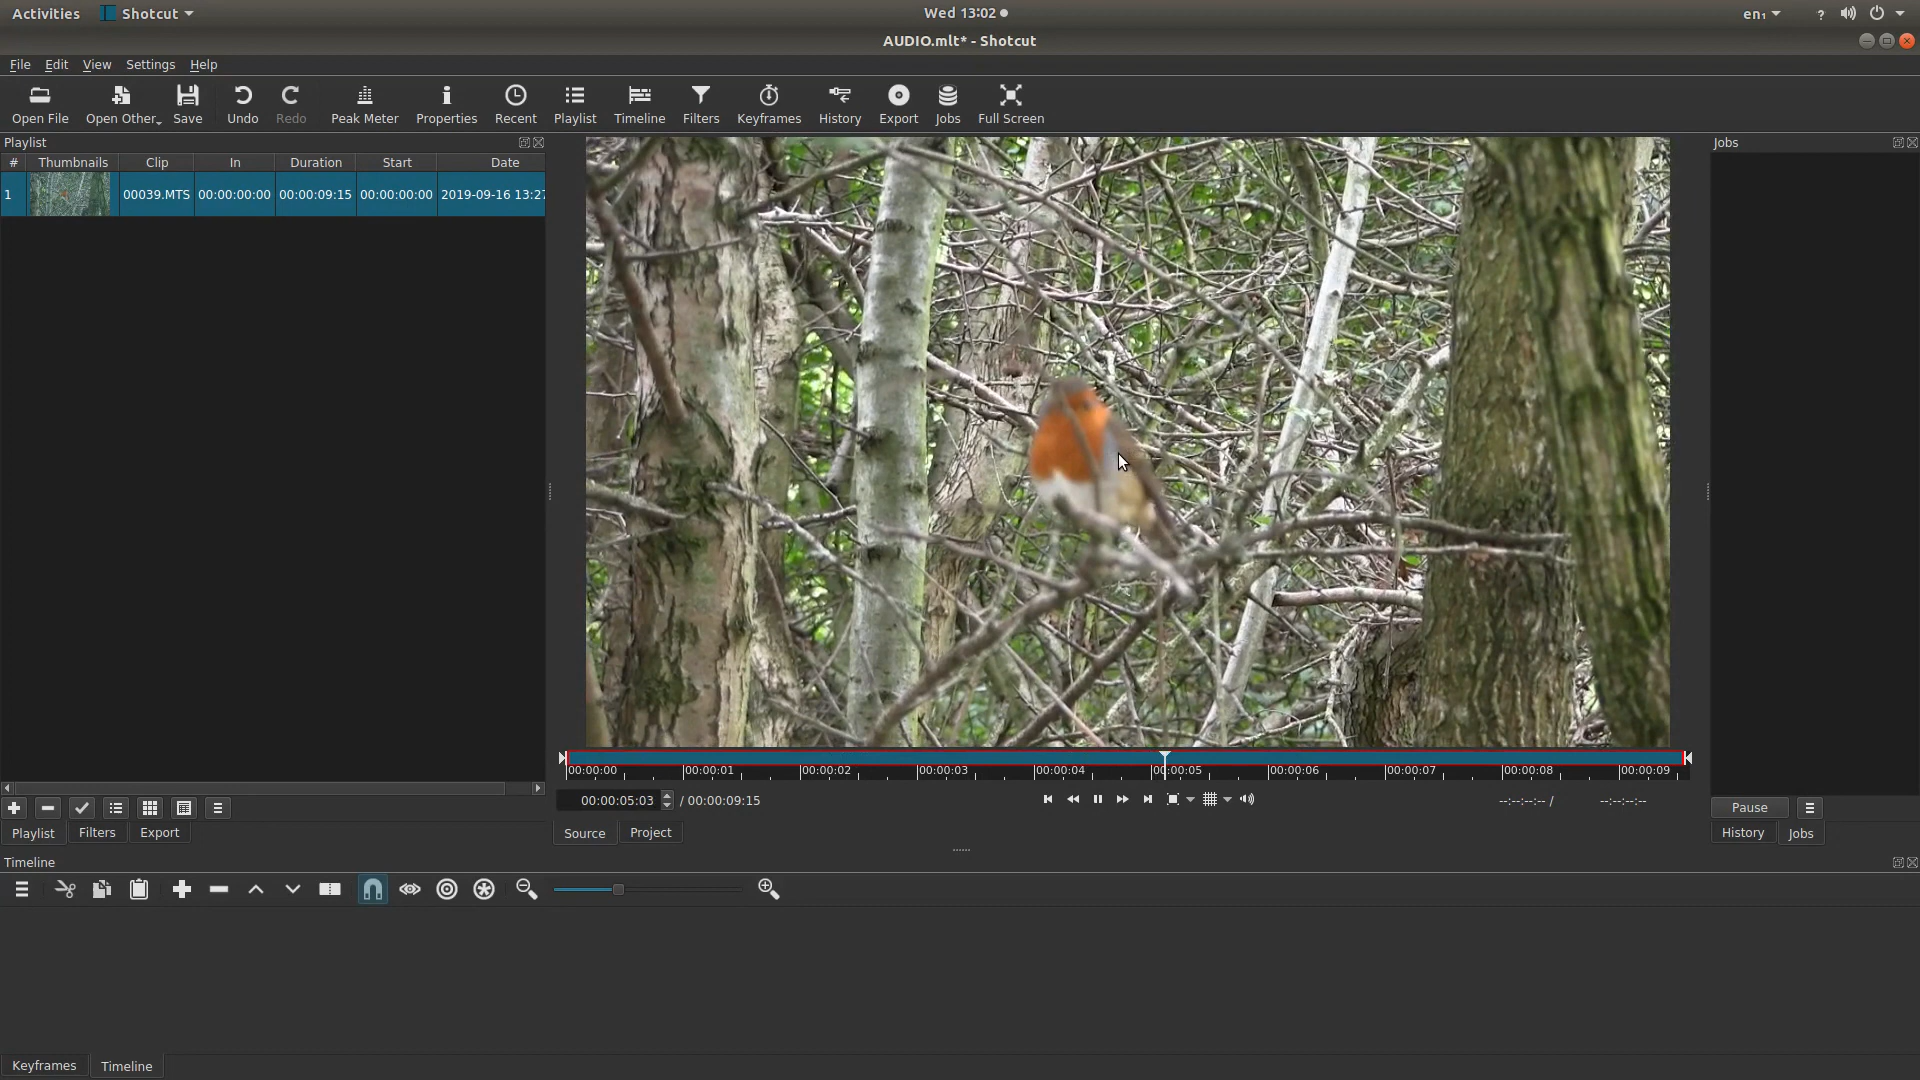 Activities Shotcut Wed 13:02 en₁ ?
AUDIO.mlt* - Shotcut
File Edit View Settings Help
Open File Open Other Save Undo Redo Peak Meter Properties Recent Playlist Timeline Filters Keyframes History Export Jobs Full Screen
Playlist
Jobs
# Thumbnails Clip In Duration Start Date
1 00039.MTS 00:00:00:00 00:00:09:15 00:00:00:00 2019-09-16 13:27
00:00:00 00:00:01 00:00:02 00:00:03 00:00:04 00:00:05 00:00:06 00:00:07 00:00:08 00:00:09
00:00:05:03 / 00:00:09:15 --:--:--:-- / --:--:--:--
Pause
Playlist Filters Export
Source Project
History Jobs
Timeline
Keyframes Timeline